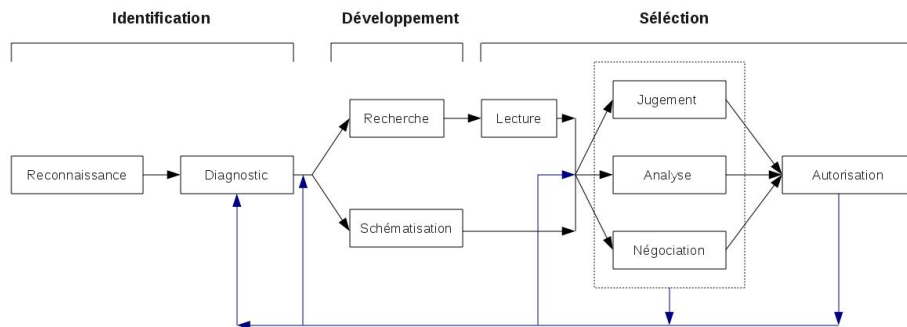 Identification
Développement
Séléction
Reconnaissance
Diagnostic
Recherche
Schématisation
Lecture
Jugement
Analyse
Négociation
Autorisation